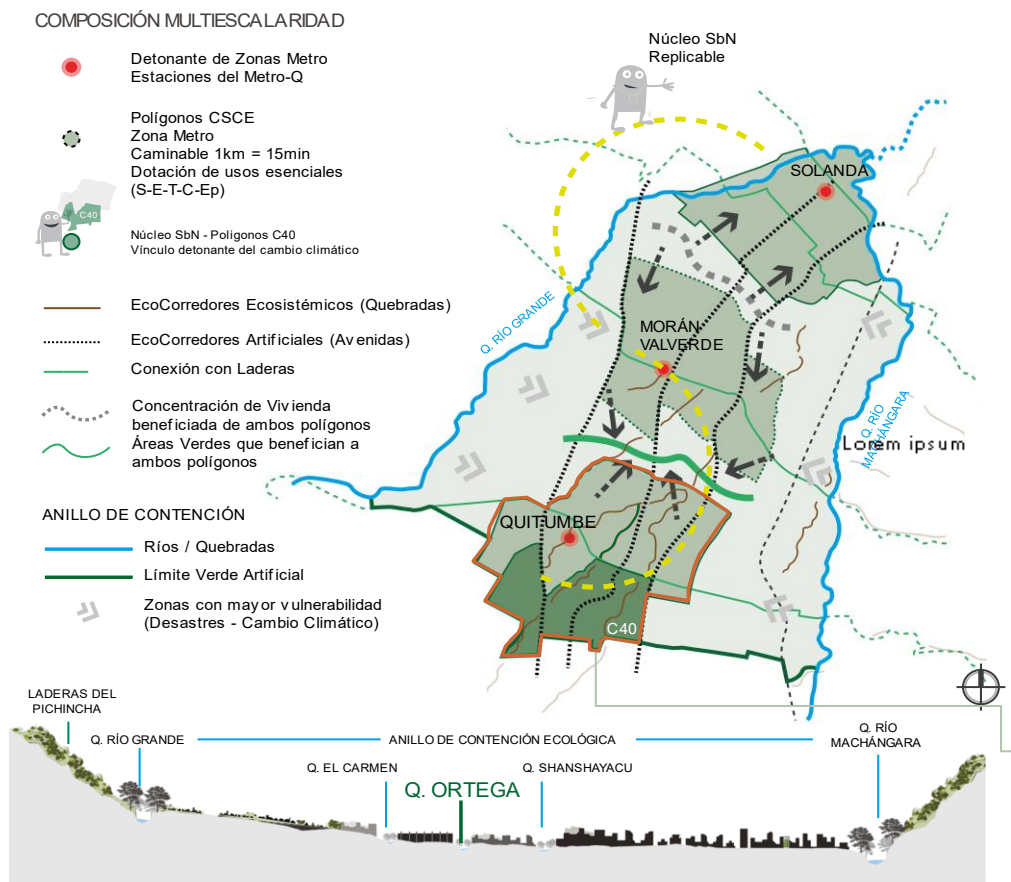 COMPOSICIÓN MULTIESCALARIDAD
Detonante de Zonas Metro
Estaciones del Metro-Q
Polígonos CSCE
Zona Metro
Caminable 1km = 15min
Dotación de usos esenciales
(S-E-T-C-Ep)
C40
Núcleo SbN - Poligonos C40
Vínculo detonante del cambio climático
EcoCorredores Ecosistémicos (Quebradas)
EcoCorredores Artificiales (Avenidas)
Conexión con Laderas
Concentración de Vivienda
beneficiada de ambos polígonos
Áreas Verdes que benefician a
ambos polígonos
ANILLO DE CONTENCIÓN
Ríos / Quebradas
Límite Verde Artificial
Zonas con mayor vulnerabilidad
(Desastres - Cambio Climático)
Núcleo SbN
Replicable
SOLANDA
Q. RÍO GRANDE
MORÁN
VALVERDE
Q. RÍO
MACHÁNGARA
Lorem ipsum
QUITUMBE
C40
LADERAS DEL
PICHINCHA
Q. RÍO GRANDE
ANILLO DE CONTENCIÓN ECOLÓGICA
Q. RÍO
MACHÁNGARA
Q. EL CARMEN
Q. ORTEGA
Q. SHANSHAYACU